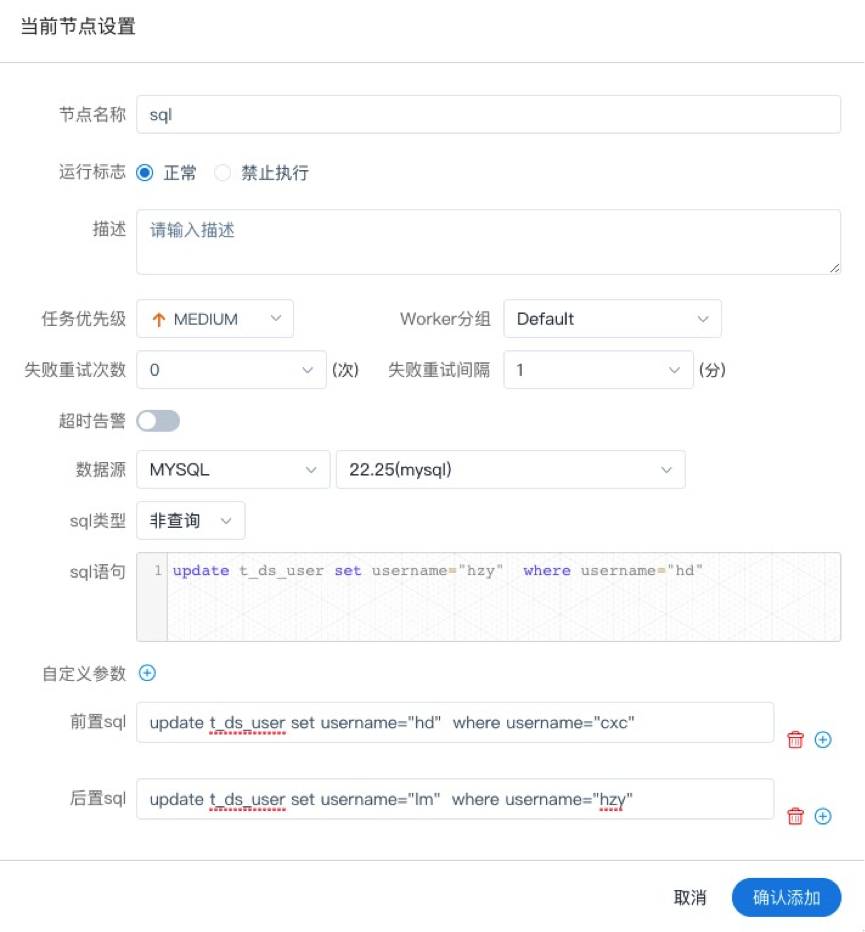 当前节点设置
节点名称 sql
运行标志 正常 禁止执行
描述 请输入描述
任务优先级 MEDIUM Worker分组 Default
失败重试次数 0 (次) 失败重试间隔 1 (分)
超时告警
数据源 MYSQL 22.25(mysql)
sql类型 非查询
sql语句 1 update t_ds_user set username="hzy"  where username="hd"
自定义参数
前置sql update t_ds_user set username="hd"  where username="cxc"
后置sql update t_ds_user set username="lm"  where username="hzy"
取消 确认添加